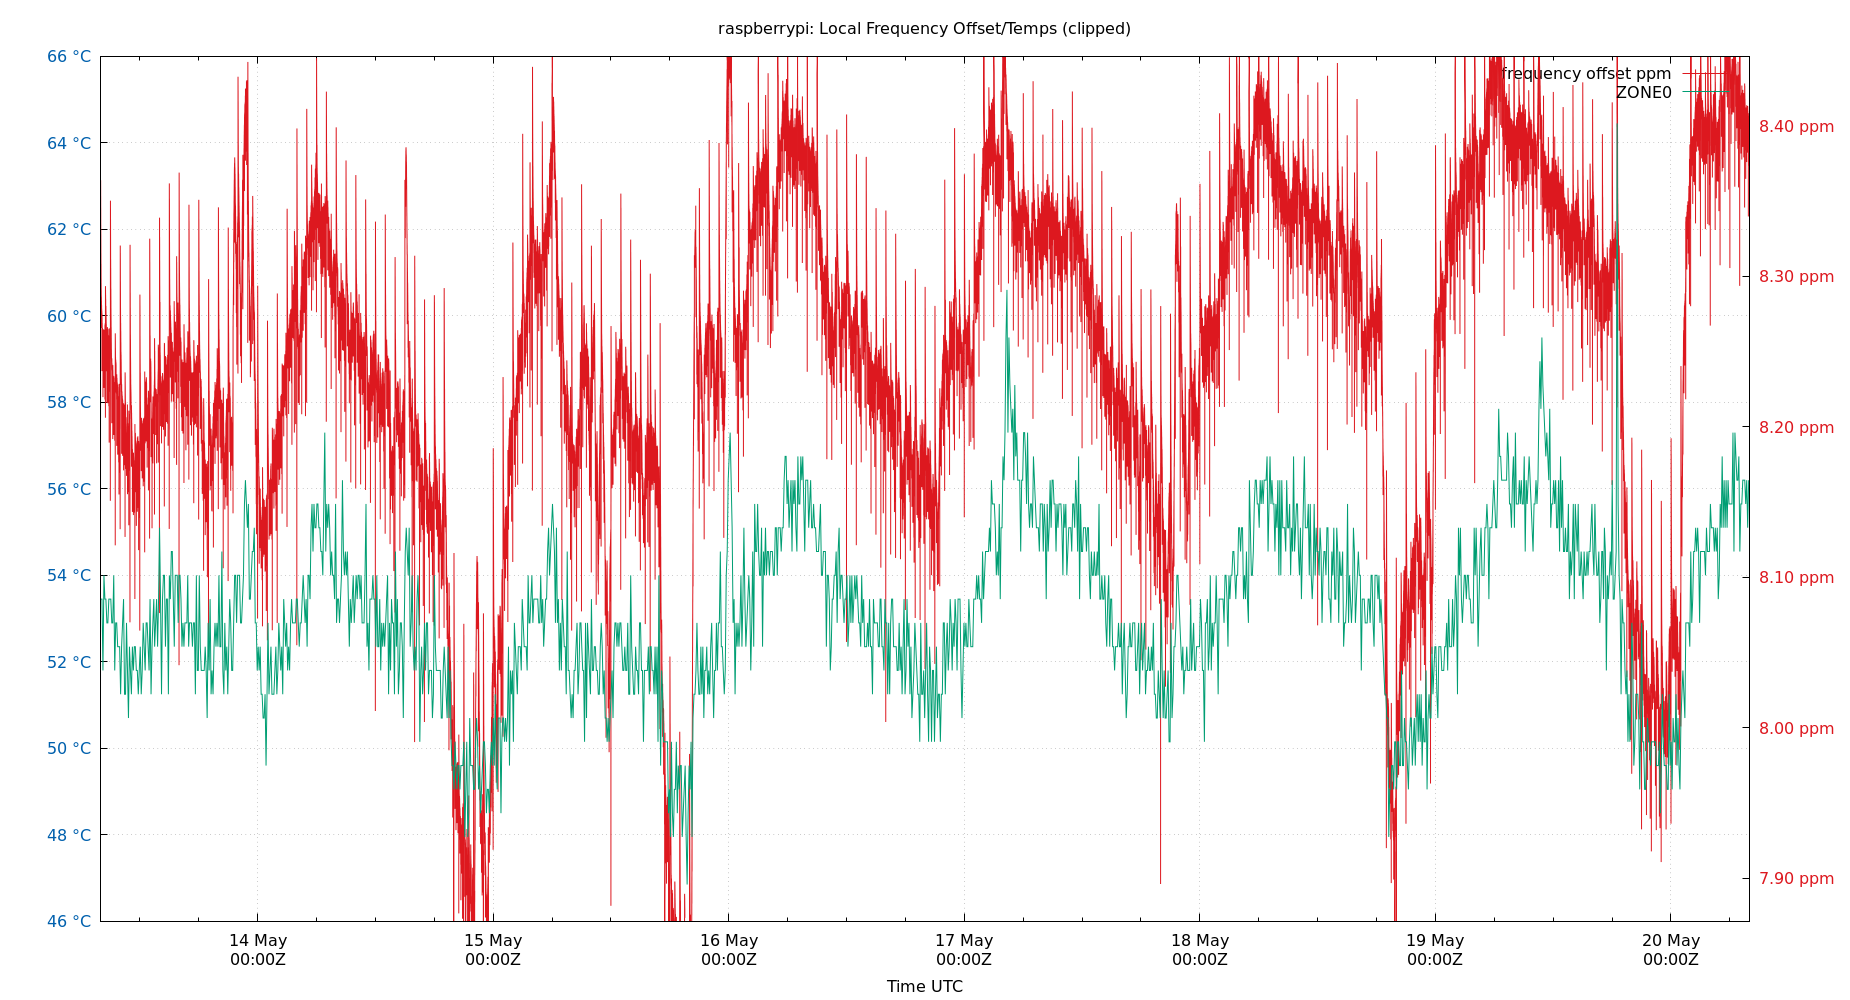 raspberrypi: Local Frequency Offset/Temps (clipped)
66 °C
64 °C
62 °C
60 °C
58 °C
56 °C
54 °C
52 °C
50 °C
48 °C
46 °C
frequency offset ppm
ZONE0
8.40 ppm
8.30 ppm
8.20 ppm
8.10 ppm
8.00 ppm
7.90 ppm
14 May
00:00Z
15 May
00:00Z
16 May
00:00Z
17 May
00:00Z
18 May
00:00Z
19 May
00:00Z
20 May
00:00Z
Time UTC